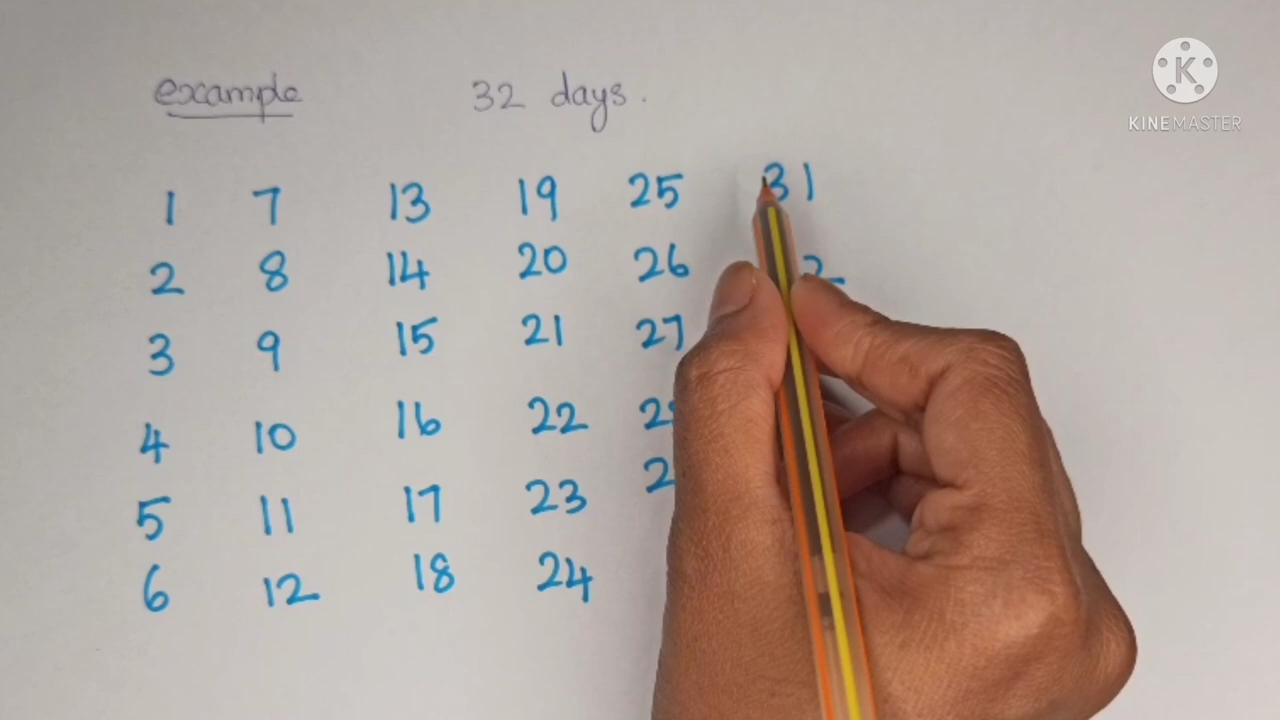 example 32 days.
1 7 13 19 25 31
2 8 14 20 26
3 9 15 21 27
4 10 16 22
5 11 17 23
6 12 18 24
K
KINEMASTER